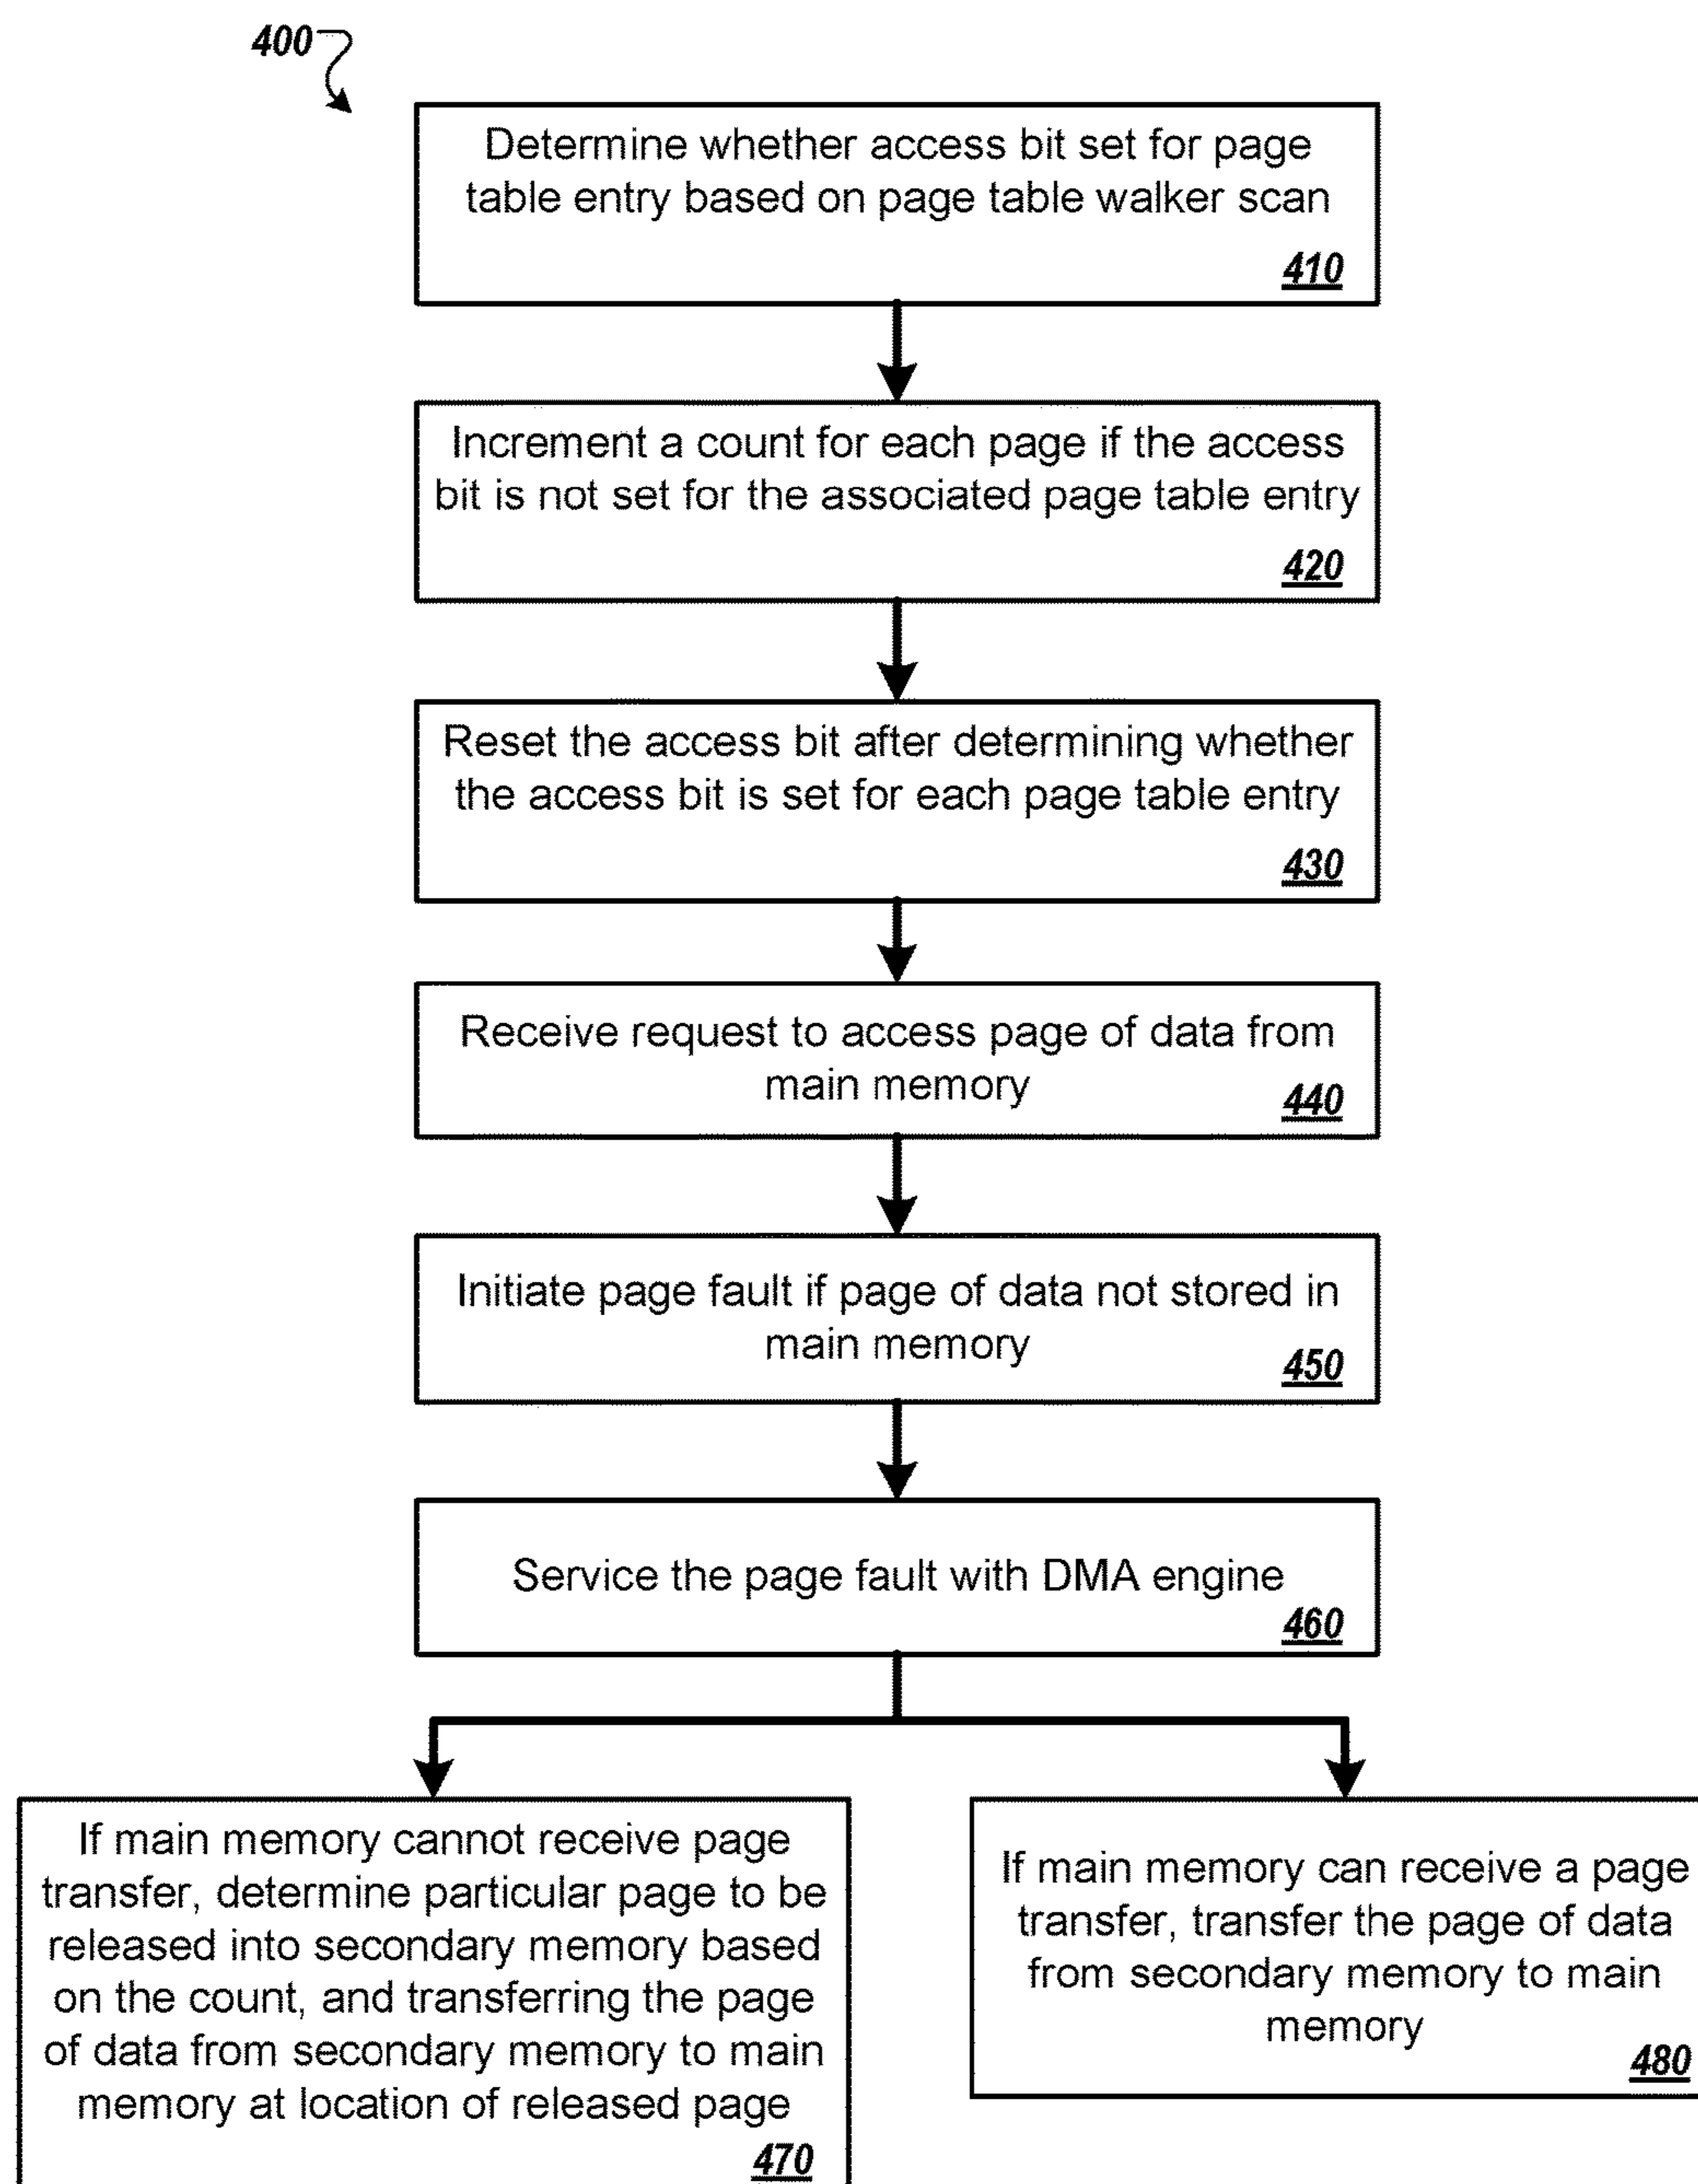 400
Determine whether access bit set for page
table entry based on page table walker scan
410
Increment a count for each page if the access
bit is not set for the associated page table entry
420
Reset the access bit after determining whether
the access bit is set for each page table entry
430
Receive request to access page of data from
main memory
440
Initiate page fault if page of data not stored in
main memory
450
Service the page fault with DMA engine
460
If main memory cannot receive page
transfer, determine particular page to be
released into secondary memory based
on the count, and transferring the page
of data from secondary memory to main
memory at location of released page
470
If main memory can receive a page
transfer, transfer the page of data
from secondary memory to main
memory
480